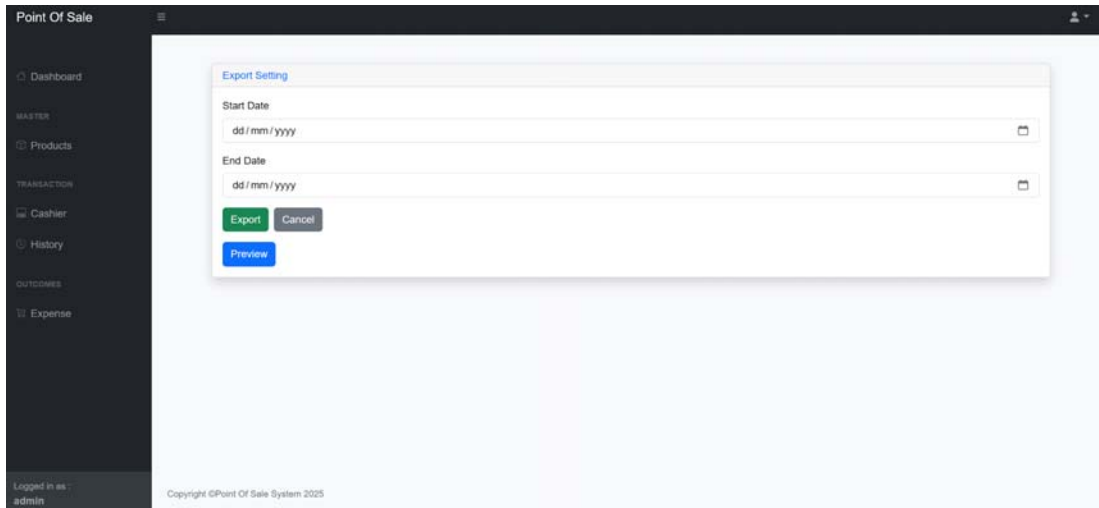 Point Of Sale
Dashboard
MASTER
Products
TRANSACTION
Cashier
History
OUTCOMES
Expense
Logged in as :
admin
Export Setting
Start Date
dd / mm / yyyy
End Date
dd / mm / yyyy
Export Cancel
Preview
Copyright ©Point Of Sale System 2025